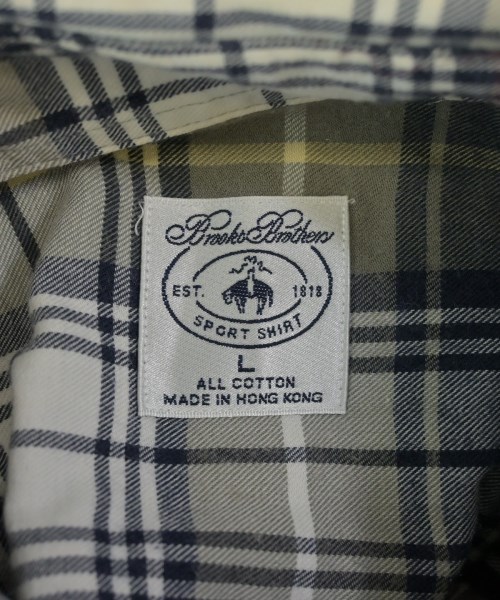 Brooks Brothers
EST. 1818
SPORT SHIRT
L
ALL COTTON
MADE IN HONG KONG